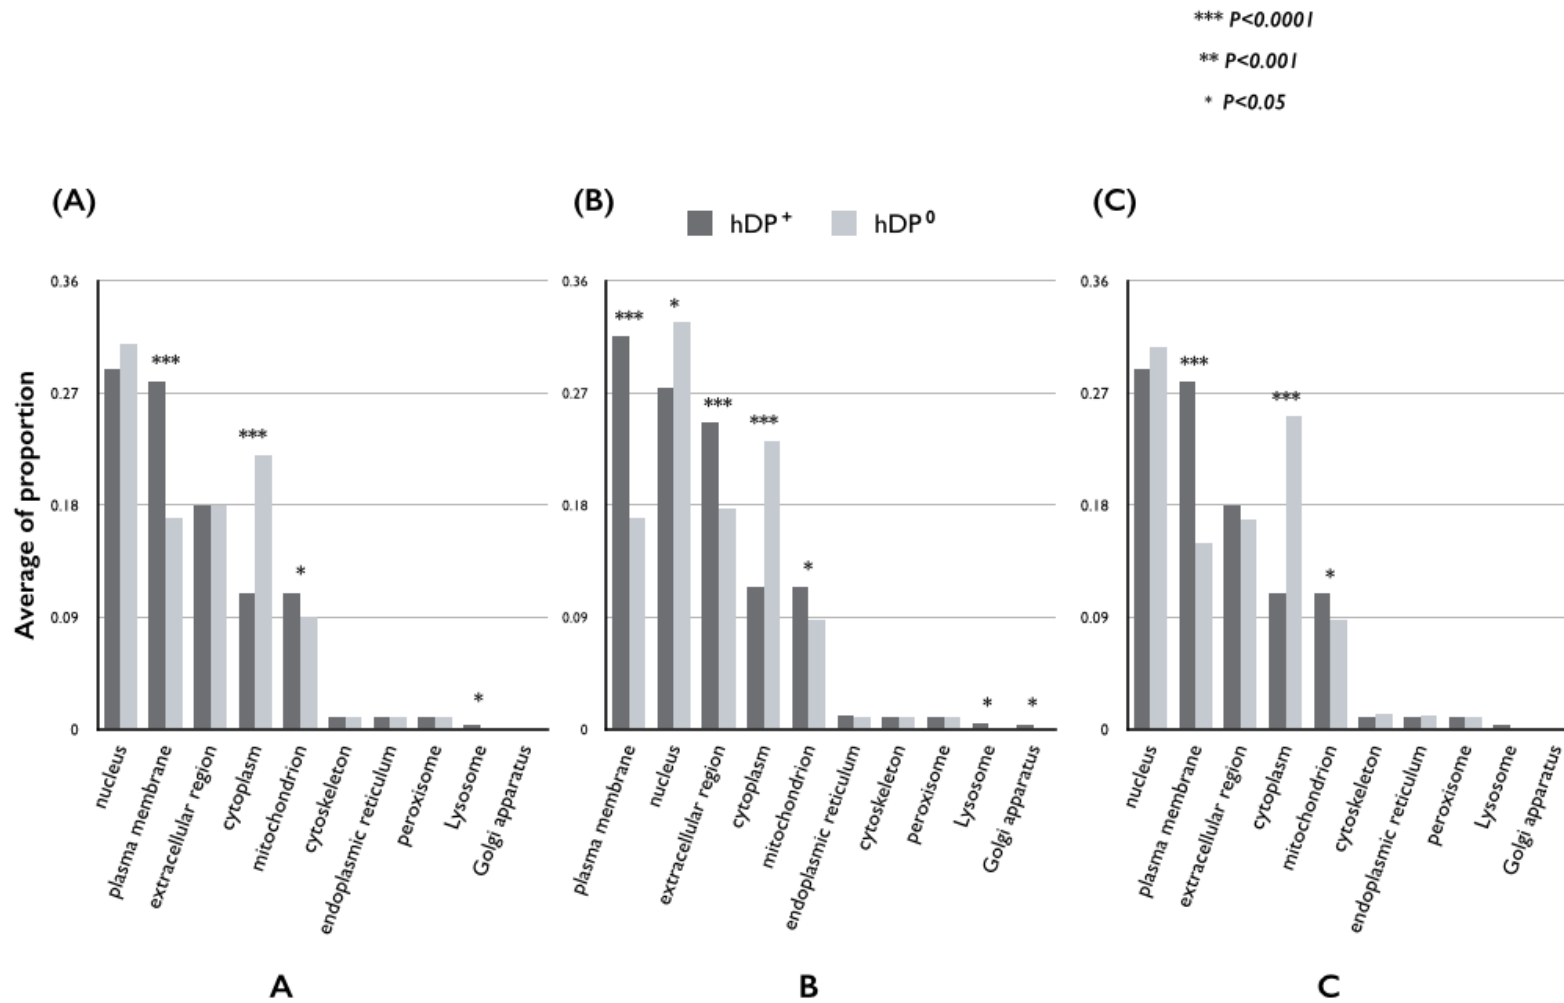 *** P<0.0001
** P<0.001
* P<0.05
(A)
(B)
(C)
hDP+
hDP0
Average of proportion
0.36
0.27
0.18
0.09
0
***
***
*
*
nucleus
plasma membrane
extracellular region
cytoplasm
mitochondrion
cytoskeleton
endoplasmic reticulum
peroxisome
Lysosome
Golgi apparatus
A
0.36
0.27
0.18
0.09
0
***
*
***
***
*
*
*
plasma membrane
nucleus
extracellular region
cytoplasm
mitochondrion
endoplasmic reticulum
cytoskeleton
peroxisome
Lysosome
Golgi apparatus
B
0.36
0.27
0.18
0.09
0
***
***
*
nucleus
plasma membrane
extracellular region
cytoplasm
mitochondrion
cytoskeleton
endoplasmic reticulum
peroxisome
Lysosome
Golgi apparatus
C